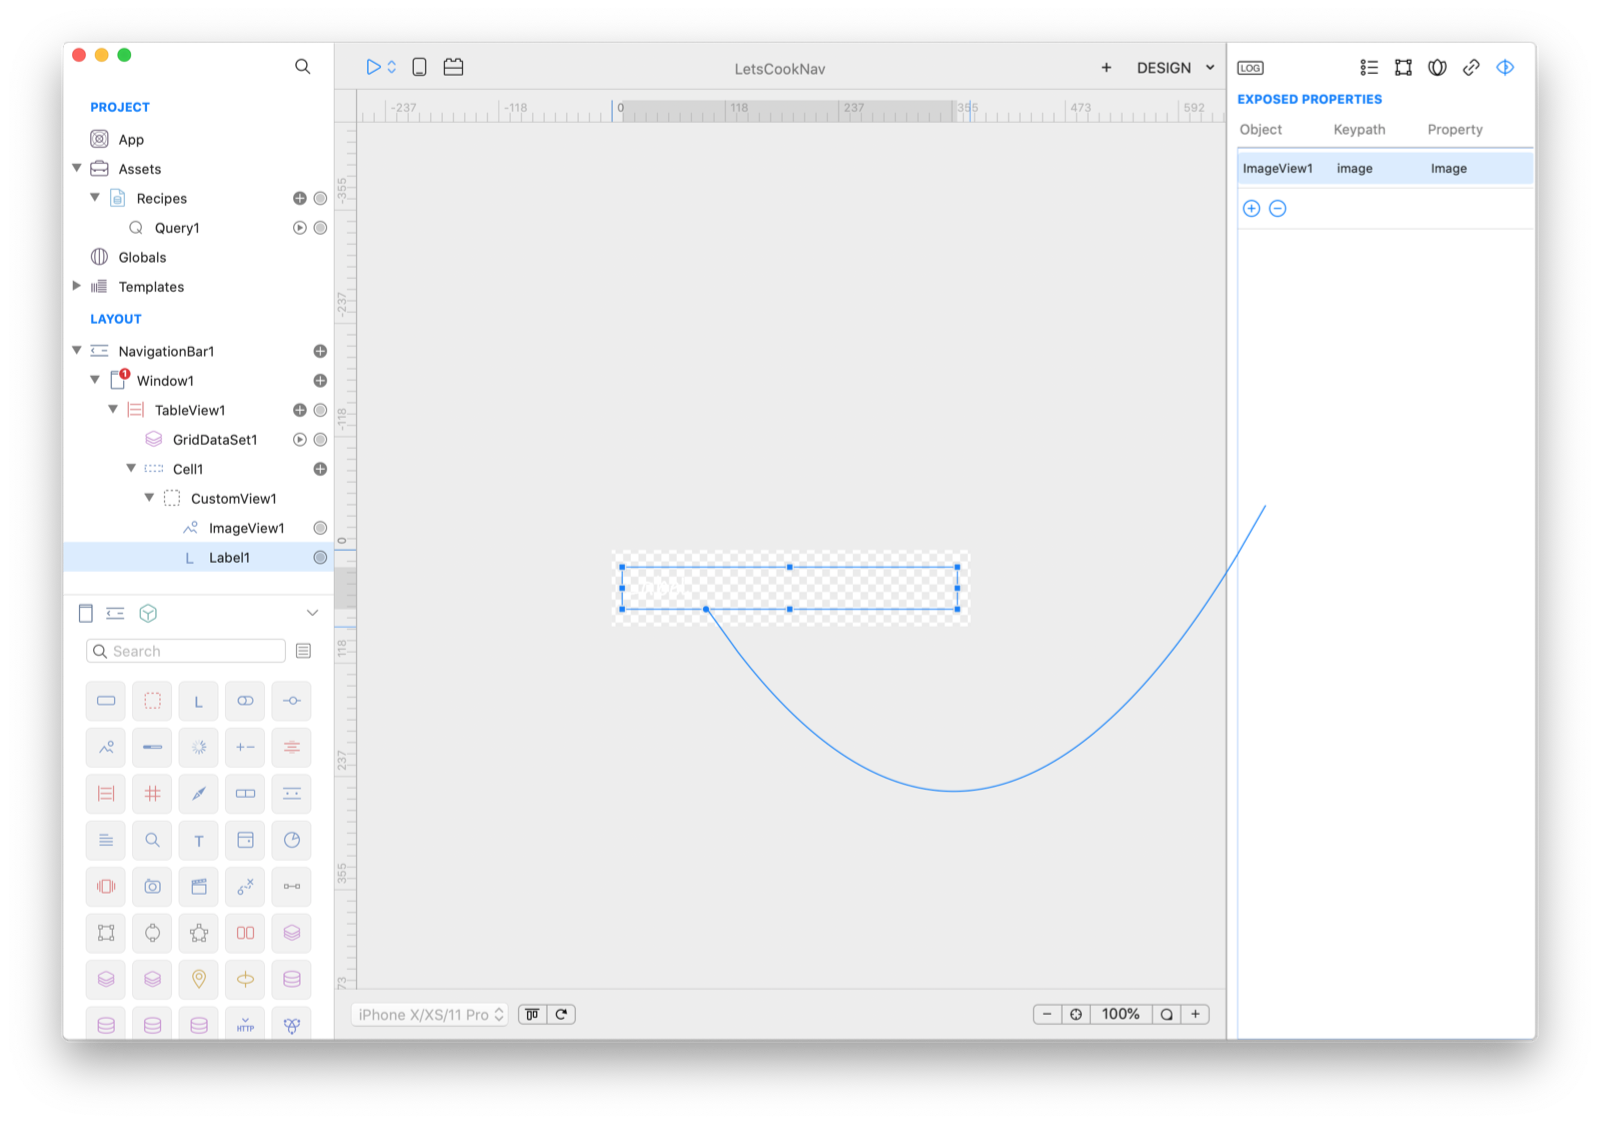 LetsCookNav
DESIGN
LOG
PROJECT
App
Assets
Recipes
Query1
Globals
Templates
LAYOUT
NavigationBar1
1
Window1
TableView1
GridDataSet1
Cell1
CustomView1
ImageView1
L Label1
Search
L
T
HTTP
-237 -118 0 118 237 355 473 592
-355
-237
-118
0
118
237
355
73
iPhone X/XS/11 Pro
100%
EXPOSED PROPERTIES
Object Keypath Property
ImageView1 image Image